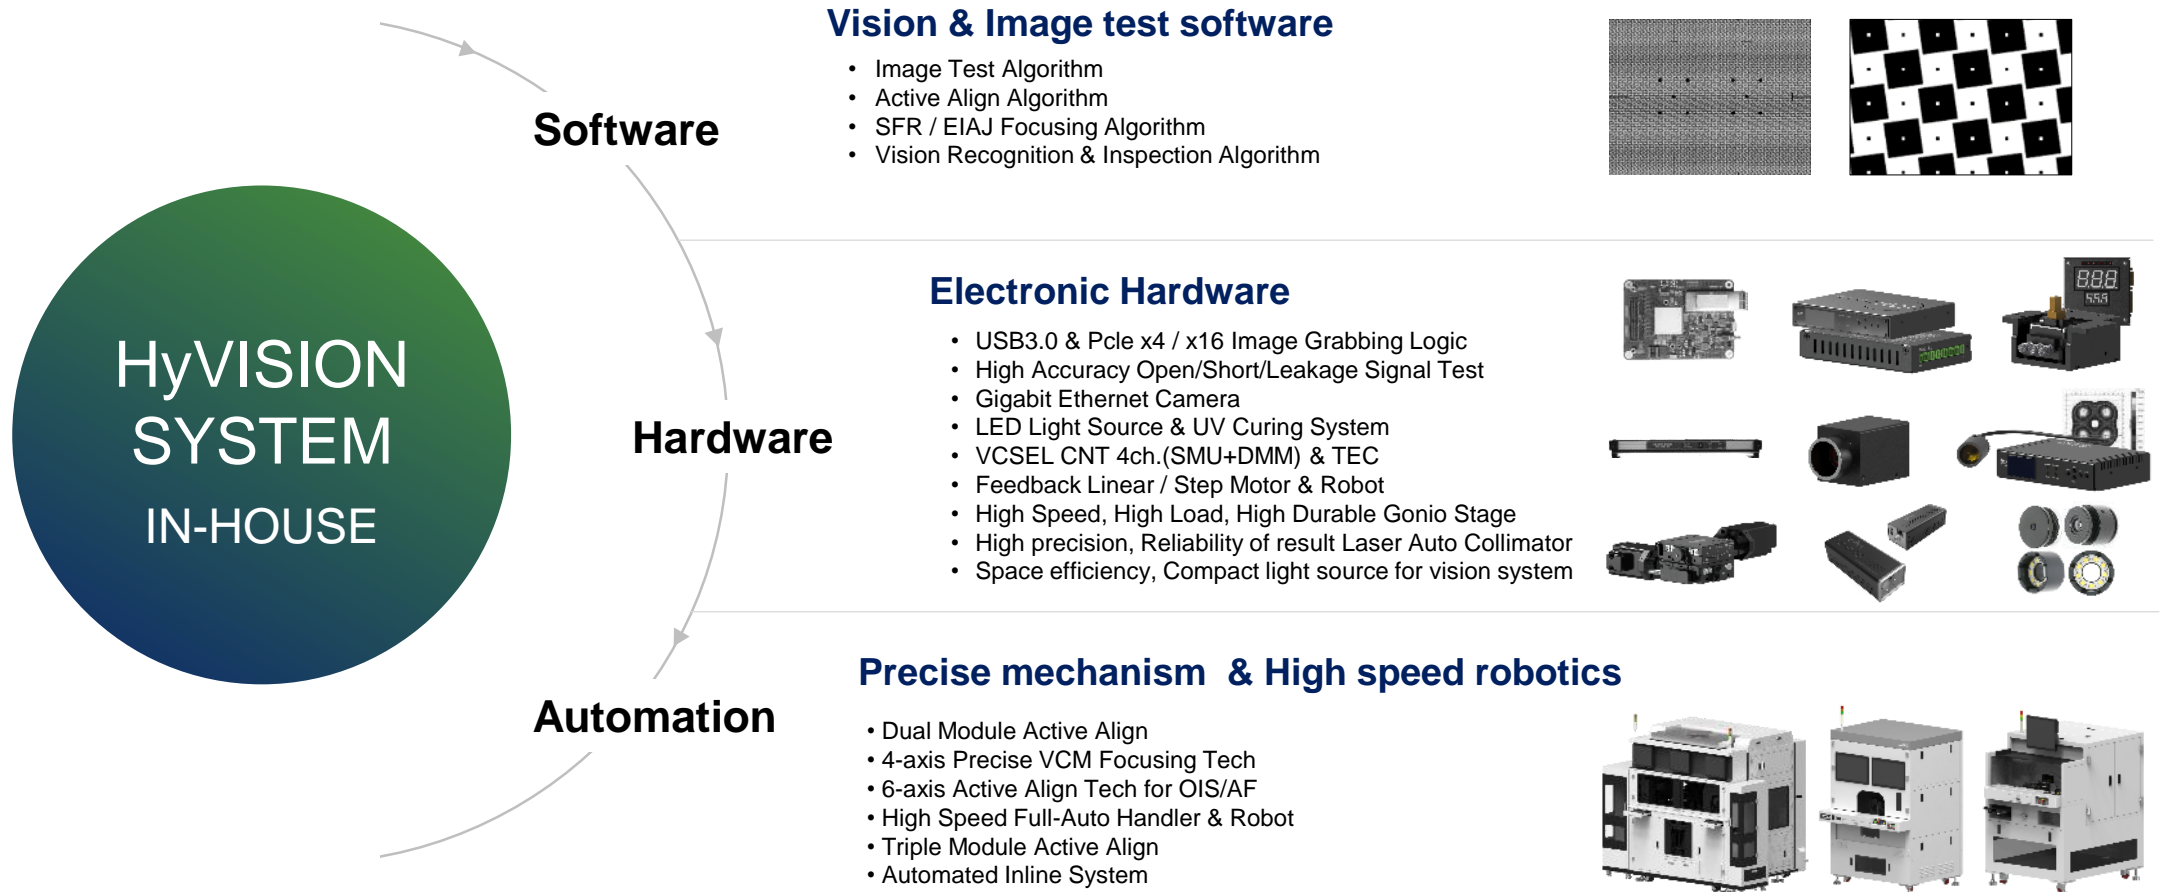 HyVISION
SYSTEM
IN-HOUSE
Software
Vision & Image test software
• Image Test Algorithm
• Active Align Algorithm
• SFR / EIAJ Focusing Algorithm
• Vision Recognition & Inspection Algorithm
Hardware
Electronic Hardware
• USB3.0 & Pcle x4 / x16 Image Grabbing Logic
• High Accuracy Open/Short/Leakage Signal Test
• Gigabit Ethernet Camera
• LED Light Source & UV Curing System
• VCSEL CNT 4ch.(SMU+DMM) & TEC
• Feedback Linear / Step Motor & Robot
• High Speed, High Load, High Durable Gonio Stage
• High precision, Reliability of result Laser Auto Collimator
• Space efficiency, Compact light source for vision system
8.8.8
5.5.5
Automation
Precise mechanism & High speed robotics
• Dual Module Active Align
• 4-axis Precise VCM Focusing Tech
• 6-axis Active Align Tech for OIS/AF
• High Speed Full-Auto Handler & Robot
• Triple Module Active Align
• Automated Inline System